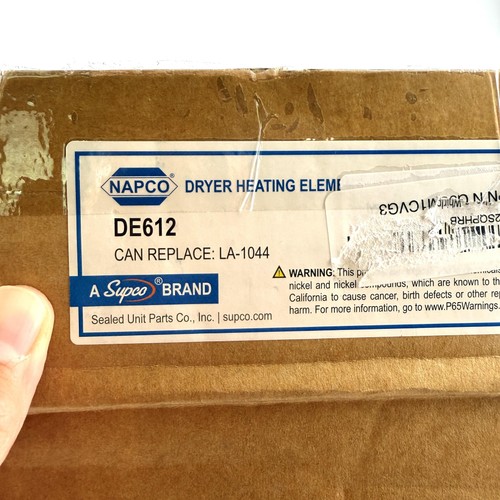 NAPCO
DRYER HEATING ELEME
DE612
CAN REPLACE: LA-1044
A Supco® BRAND
Sealed Unit Parts Co., Inc. | supco.com
WARNING: This
nickel and nickel compounds, which are known to
California to cause cancer, birth defects or other
harm. For more information, go to www.P65Warnings.
2SQPHRB